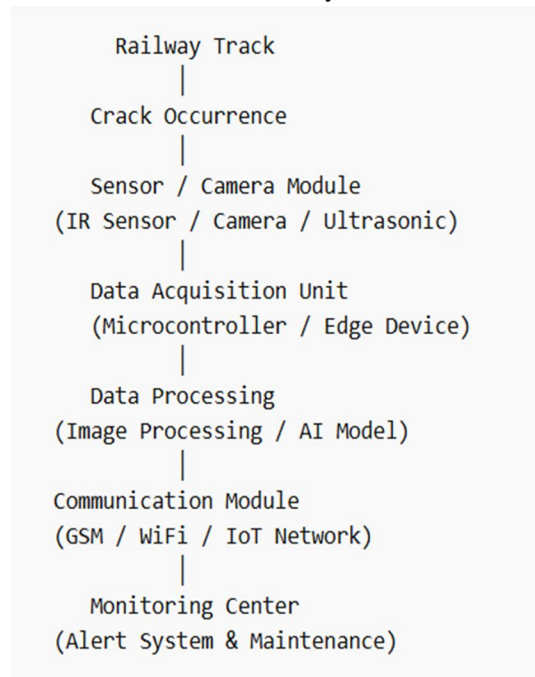 Railway Track
|
Crack Occurrence
|
Sensor / Camera Module
(IR Sensor / Camera / Ultrasonic)
|
Data Acquisition Unit
(Microcontroller / Edge Device)
|
Data Processing
(Image Processing / AI Model)
|
Communication Module
(GSM / WiFi / IoT Network)
|
Monitoring Center
(Alert System & Maintenance)